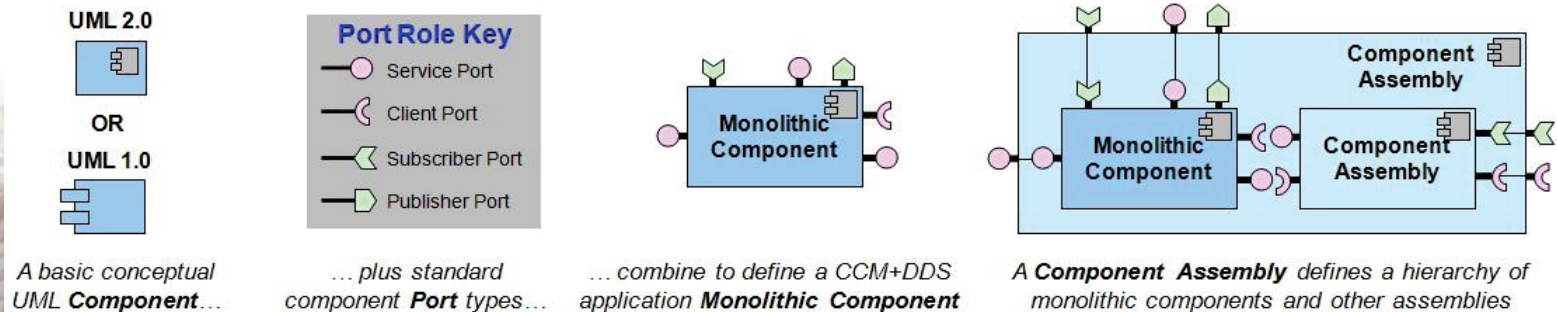 UML 2.0
OR
UML 1.0
A basic conceptual
UML Component…
Port Role Key
Service Port
Client Port
Subscriber Port
Publisher Port
… plus standard
component Port types…
Monolithic
Component
… combine to define a CCM+DDS
application Monolithic Component
Component
Assembly
Monolithic
Component
Component
Assembly
A Component Assembly defines a hierarchy of
monolithic components and other assemblies